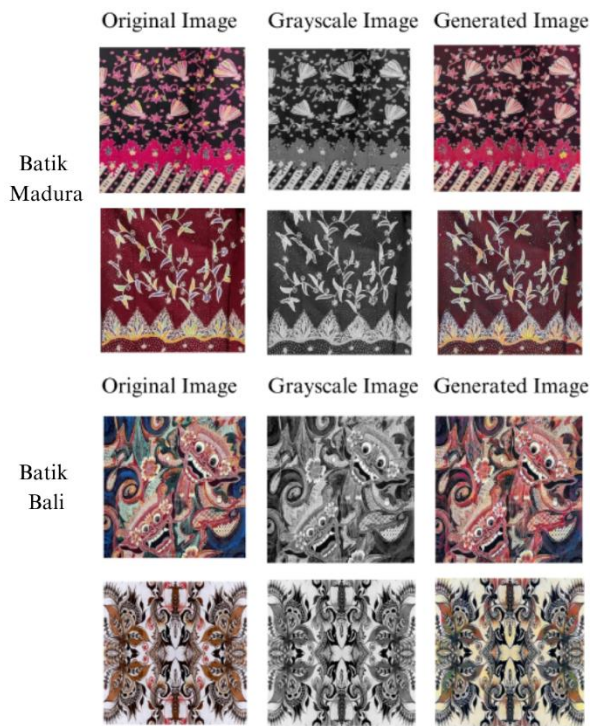 Original Image Grayscale Image Generated Image
Batik
Madura
Original Image Grayscale Image Generated Image
Batik
Bali